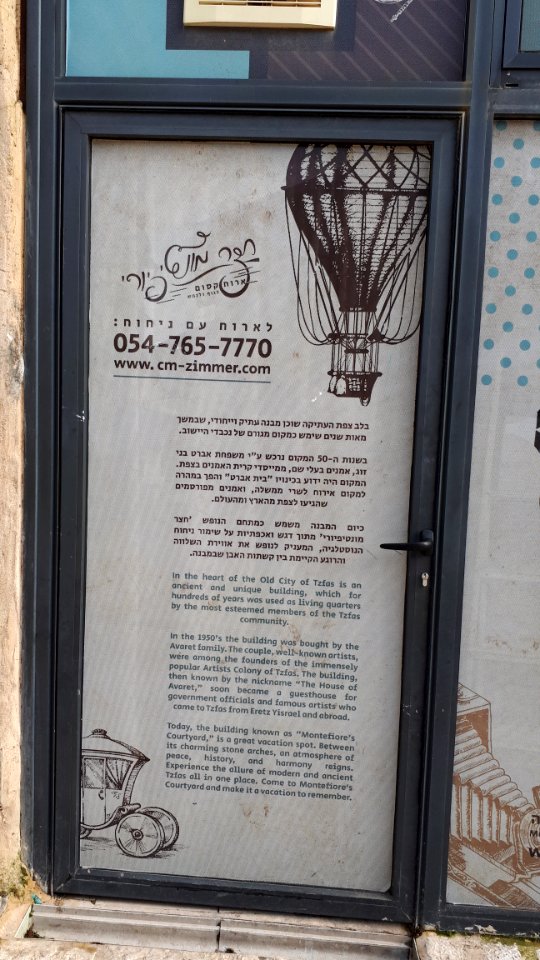 חצר מונטיפיורי
אירוח קסום
לגוף ולנפש
לארוח עם ניחוח:
054-765-7770
www. cm-zimmer.com
בלב צפת העתיקה שוכן מבנה עתיק וייחודי, שבמשך
מאות שנים שימש כמקום מגורם של נכבדי היישוב.
בשנות ה-50 המקום נרכש ע"י משפחת אברט בני
זוג, אמנים בעלי שם, ממייסדי קרית האמנים בצפת.
המקום היה ידוע בכינויו "בית אברט" והפך במהרה
למקום אירוח לשרי ממשלה, ואמנים מפורסמים
שהגיעו לצפת מהארץ ומהעולם.
כיום המבנה משמש כמתחם הנופש 'חצר
מונטיפיורי' מתוך דגש ואכפתיות על שימור ניחוח
הנוסטלגיה, המעניק לנופש את אווירת השלווה
והרוגע הקיימת בין קשתות האבן שבמבנה.
In the heart of the Old City of Tzfas is an
ancient and unique building, which for
hundreds of years was used as living quarters
by the most esteemed members of the Tzfas
community.
In the 1950's the building was bought by the
Avaret family. The couple, well-known artists,
were among the founders of the immensely
popular Artists Colony of Tzfas. The building,
then known by the nickname "The House of
Avaret," soon became a guesthouse for
government officials and famous artists who
came to Tzfas from Eretz Yisrael and abroad.
Today, the building known as "Montefiore's
Courtyard," is a great vacation spot. Between
its charming stone arches, an atmosphere of
peace, history, and harmony reigns.
Experience the allure of modern and ancient
Tzfas all in one place. Come to Montefiore's
Courtyard and make it a vacation to remember.